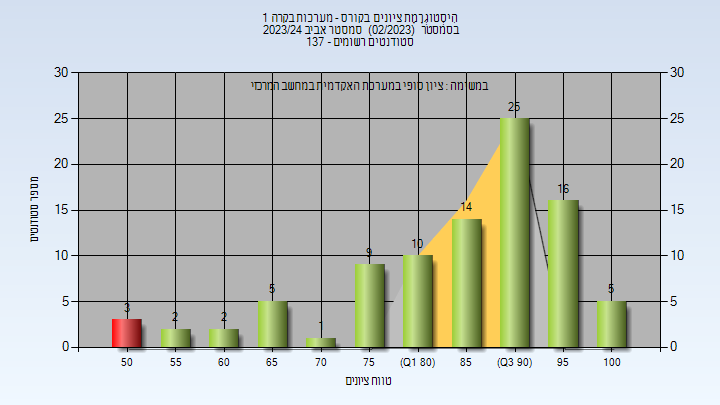 היסטוגרמת ציונים בקורס - מערכות בקרה 1
בסמסטר (02/2023) סמסטר אביב 2023/24
סטודנטים רשומים - 137
במשימה : ציון סופי במערכת האקדמית במחשב המרכזי
מספר סטודנטים
30 30
25 25
20 20
15 15
10 10
5 5
0 0
3 2 2 5 1 9 10 14 25 16 5
50 55 60 65 70 75 (Q1 80) 85 (Q3 90) 95 100
טווח ציונים